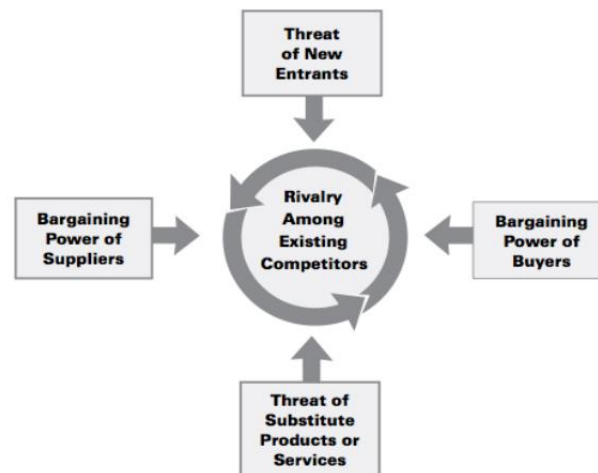 Threat
of New
Entrants
Bargaining
Power of
Suppliers
Rivalry
Among
Existing
Competitors
Bargaining
Power of
Buyers
Threat of
Substitute
Products or
Services